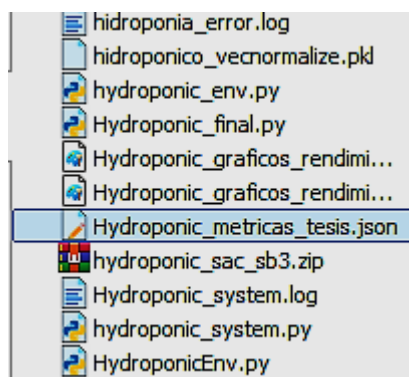 hidroponia_error.log
hidroponico_vecnormalize.pkl
hydroponic_env.py
Hydroponic_final.py
Hydroponic_graficos_rendimi...
Hydroponic_graficos_rendimi...
Hydroponic_metricas_tesis.json
hydroponic_sac_sb3.zip
Hydroponic_system.log
hydroponic_system.py
HydroponicEnv.py